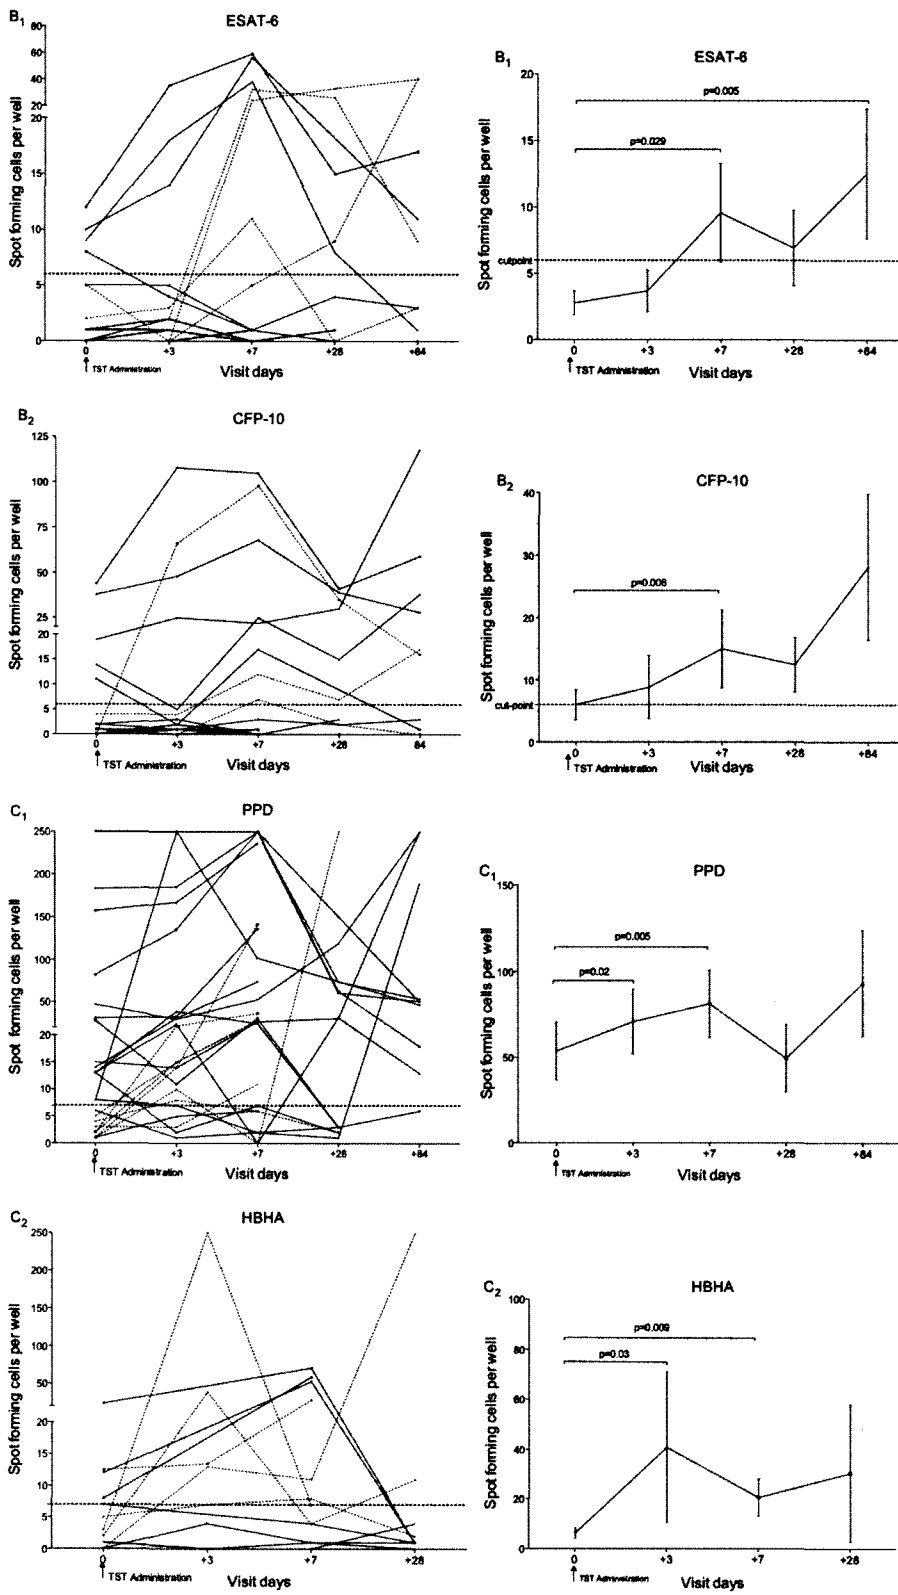 B1
ESAT-6
80
60
40
20
20
15
10
5
0
Spot forming cells per well
0
+3
+7
+28
+84
TST Administration
Visit days
B1
ESAT-6
20
15
10
5
0
Spot forming cells per well
p=0.005
p=0.029
cutpoint
0
+3
+7
+28
+84
TST Administration
Visit days
B2
CFP-10
125
100
75
50
25
20
15
10
5
0
Spot forming cells per well
0
+3
+7
+28
84
TST Administration
Visit days
B2
CFP-10
40
30
20
10
0
Spot forming cells per well
p=0.006
cut-point
0
+3
+7
+28
+84
TST Administration
Visit days
C1
PPD
250
200
150
100
50
20
15
10
5
0
Spot forming cells per well
0
+3
+7
+28
+84
TST Administration
Visit days
C1
PPD
150
100
50
0
Spot forming cells per well
p=0.005
p=0.02
0
+3
+7
+28
+84
TST Administration
Visit days
C2
HBHA
250
200
150
100
50
20
15
10
5
0
Spot forming cells per well
0
+3
+7
+28
TST Administration
Visit days
C2
HBHA
100
80
60
40
20
0
Spot forming cells per well
p=0.009
p=0.03
0
+3
+7
+28
TST Administration
Visit days